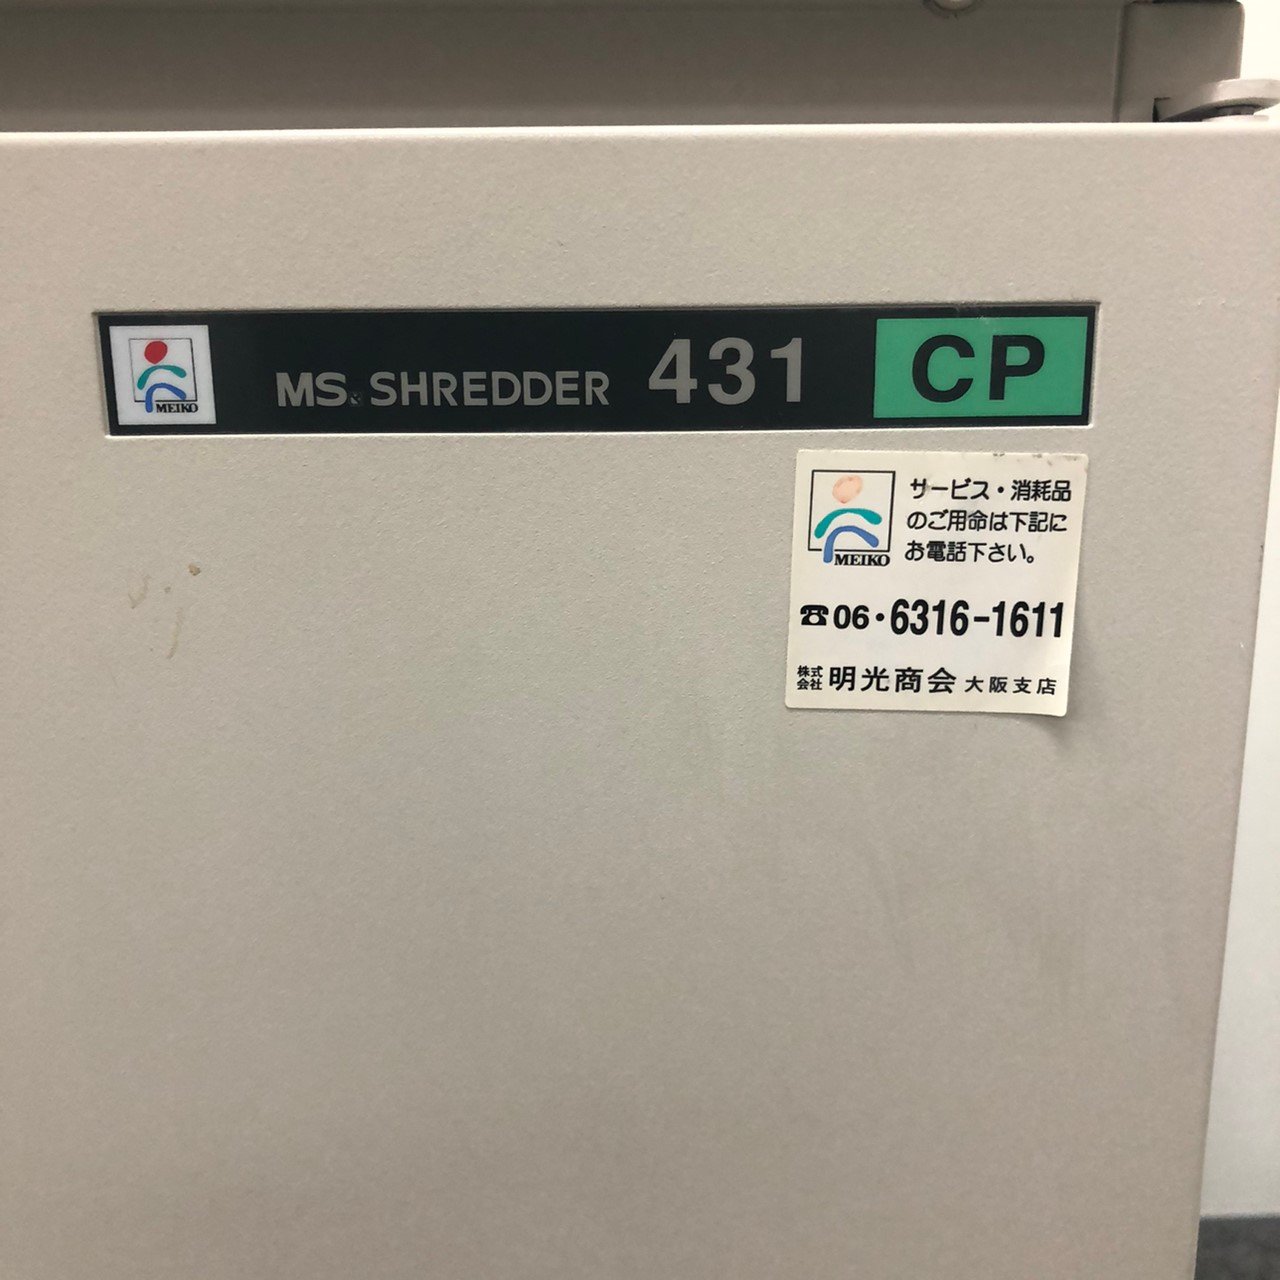 MEIKO
MS SHREDDER 431 CP
MEIKO
サービス・消耗品
のご用命は下記に
お電話下さい。
☎06・6316-1611
株式会社 明光商会 大阪支店